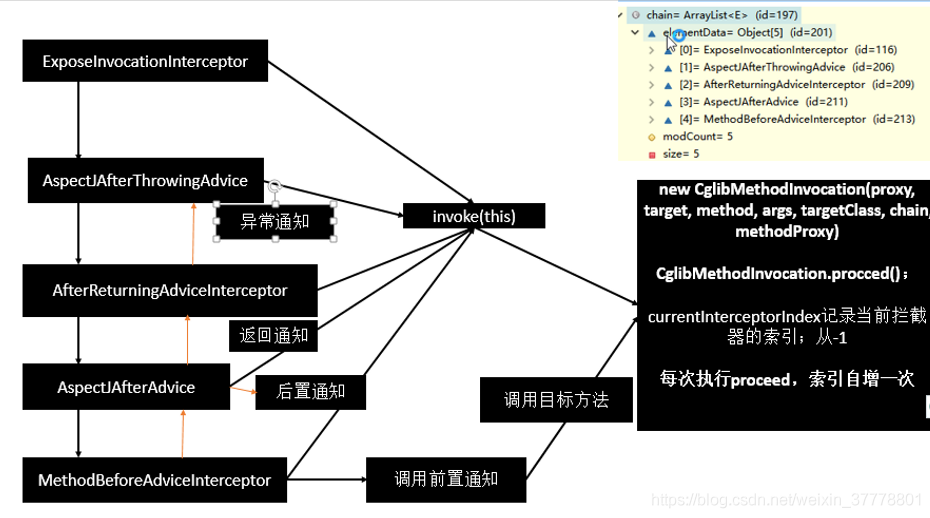 chain= ArrayList<E> (id=197)
elementData= Object[5] (id=201)
[0]= ExposeInvocationInterceptor (id=116)
[1]= AspectJAfterThrowingAdvice (id=206)
[2]= AfterReturningAdviceInterceptor (id=209)
[3]= AspectJAfterAdvice (id=211)
[4]= MethodBeforeAdviceInterceptor (id=213)
modCount= 5
size= 5
ExposeInvocationInterceptor
AspectJAfterThrowingAdvice
异常通知
invoke(this)
new CglibMethodInvocation(proxy,
target, method, args, targetClass, chain,
methodProxy)
CglibMethodInvocation.procced()；
currentInterceptorIndex记录当前拦截
器的索引；从-1
每次执行proceed，索引自增一次
AfterReturningAdviceInterceptor
返回通知
AspectJAfterAdvice
后置通知
调用目标方法
MethodBeforeAdviceInterceptor
调用前置通知
https://blog.csdn.net/weixin_37778801